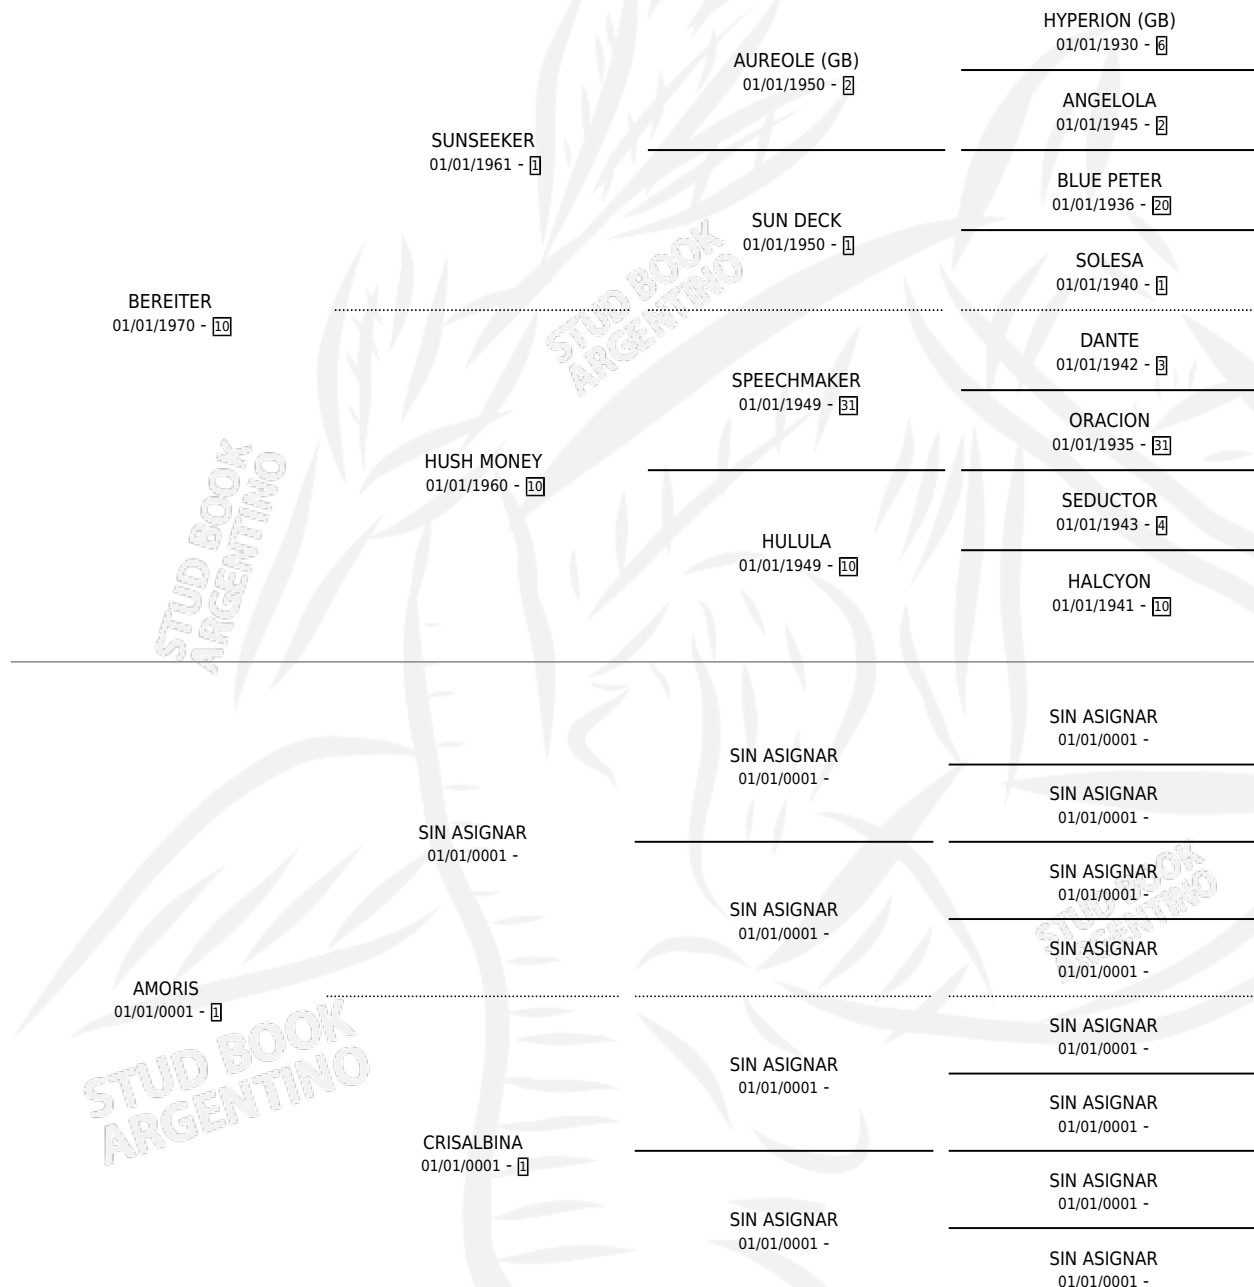 HYPERION (GB)
01/01/1930 - 6
AUREOLE (GB)
01/01/1950 - 2
ANGELOLA
01/01/1945 - 2
SUNSEEKER
01/01/1961 - 1
BLUE PETER
01/01/1936 - 20
SUN DECK
01/01/1950 - 1
SOLESA
01/01/1940 - 1
BEREITER
01/01/1970 - 10
STUD BOOK
ARGENTINO
DANTE
01/01/1942 - 3
SPEECHMAKER
01/01/1949 - 31
ORACION
01/01/1935 - 31
HUSH MONEY
01/01/1960 - 10
SEDUCTOR
01/01/1943 - 4
HULULA
01/01/1949 - 10
HALCYON
01/01/1941 - 10
STUD BOOK
ARGENTINO
SIN ASIGNAR
01/01/0001 -
SIN ASIGNAR
01/01/0001 -
SIN ASIGNAR
01/01/0001 -
SIN ASIGNAR
01/01/0001 -
SIN ASIGNAR
01/01/0001 -
SIN ASIGNAR
01/01/0001 -
SIN ASIGNAR
01/01/0001 -
STUD BOOK
ARGENTINO
AMORIS
01/01/0001 - 1
STUD BOOK
ARGENTINO
SIN ASIGNAR
01/01/0001 -
SIN ASIGNAR
01/01/0001 -
SIN ASIGNAR
01/01/0001 -
CRISALBINA
01/01/0001 - 1
SIN ASIGNAR
01/01/0001 -
SIN ASIGNAR
01/01/0001 -
SIN ASIGNAR
01/01/0001 -